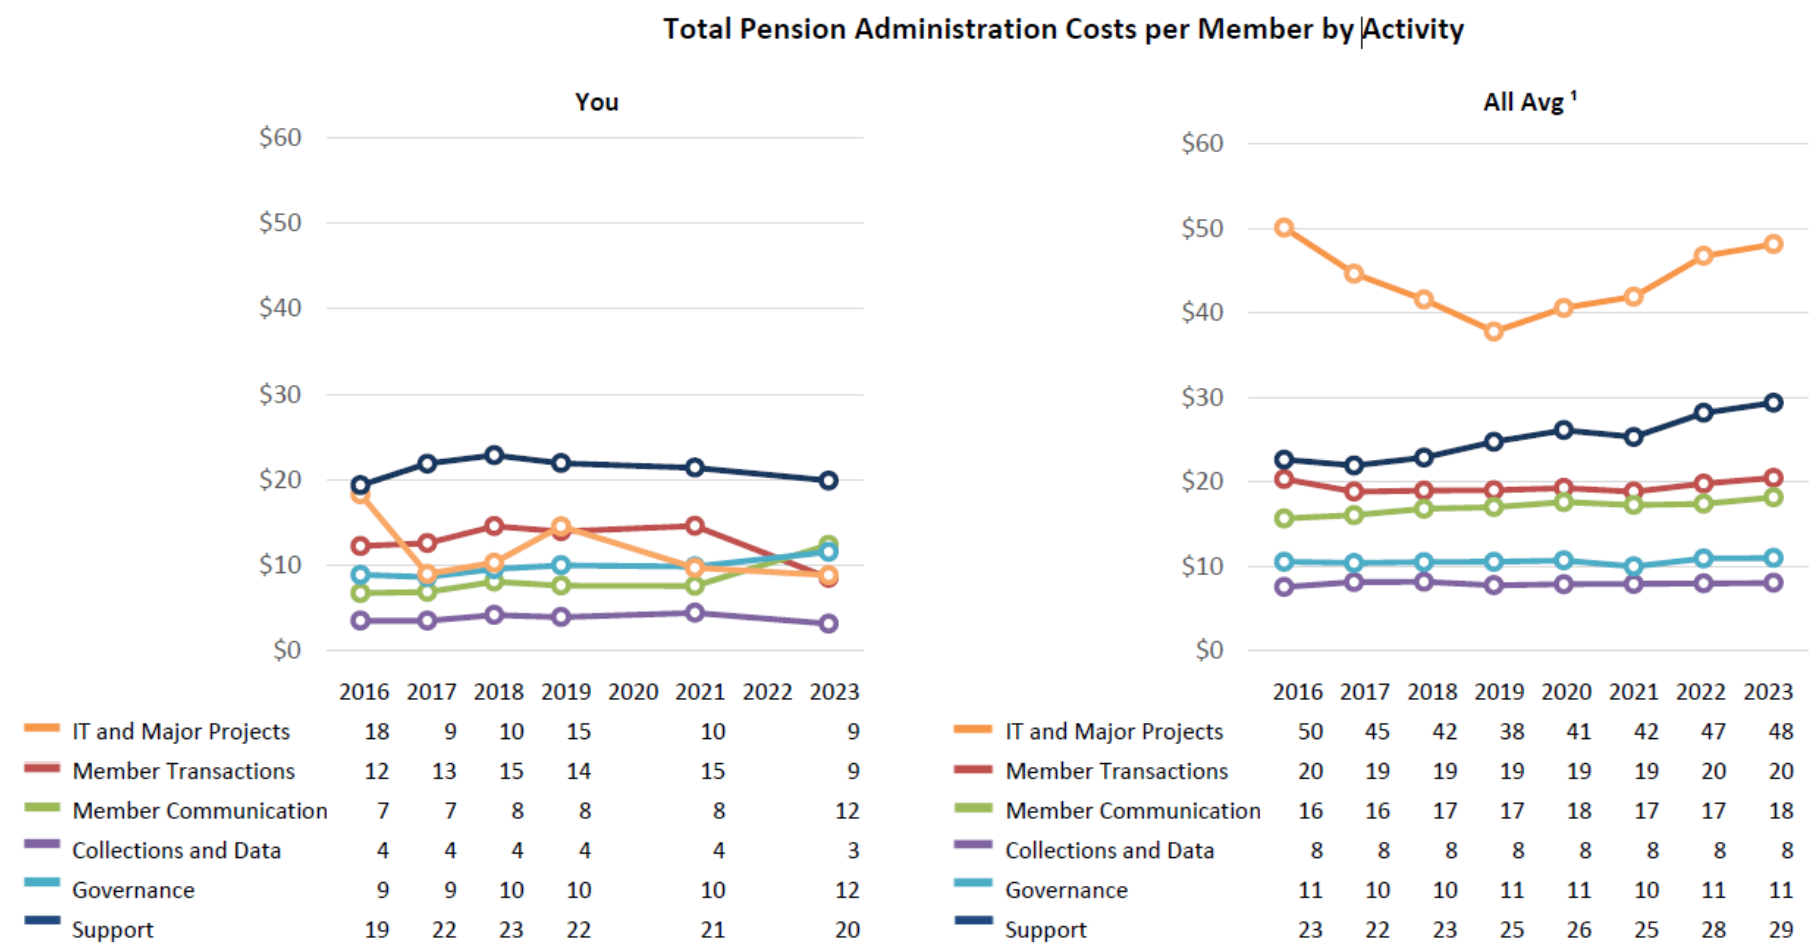 Total Pension Administration Costs per Member by Activity
You
$60
$50
$40
$30
$20
$10
$0
2016 2017 2018 2019 2020 2021 2022 2023
IT and Major Projects 18 9 10 15 10 9
Member Transactions 12 13 15 14 15 9
Member Communication 7 7 8 8 8 12
Collections and Data 4 4 4 4 4 3
Governance 9 9 10 10 10 12
Support 19 22 23 22 21 20
All Avg ¹
$60
$50
$40
$30
$20
$10
$0
2016 2017 2018 2019 2020 2021 2022 2023
IT and Major Projects 50 45 42 38 41 42 47 48
Member Transactions 20 19 19 19 19 19 20 20
Member Communication 16 16 17 17 18 17 17 18
Collections and Data 8 8 8 8 8 8 8 8
Governance 11 10 10 11 11 10 11 11
Support 23 22 23 25 26 25 28 29